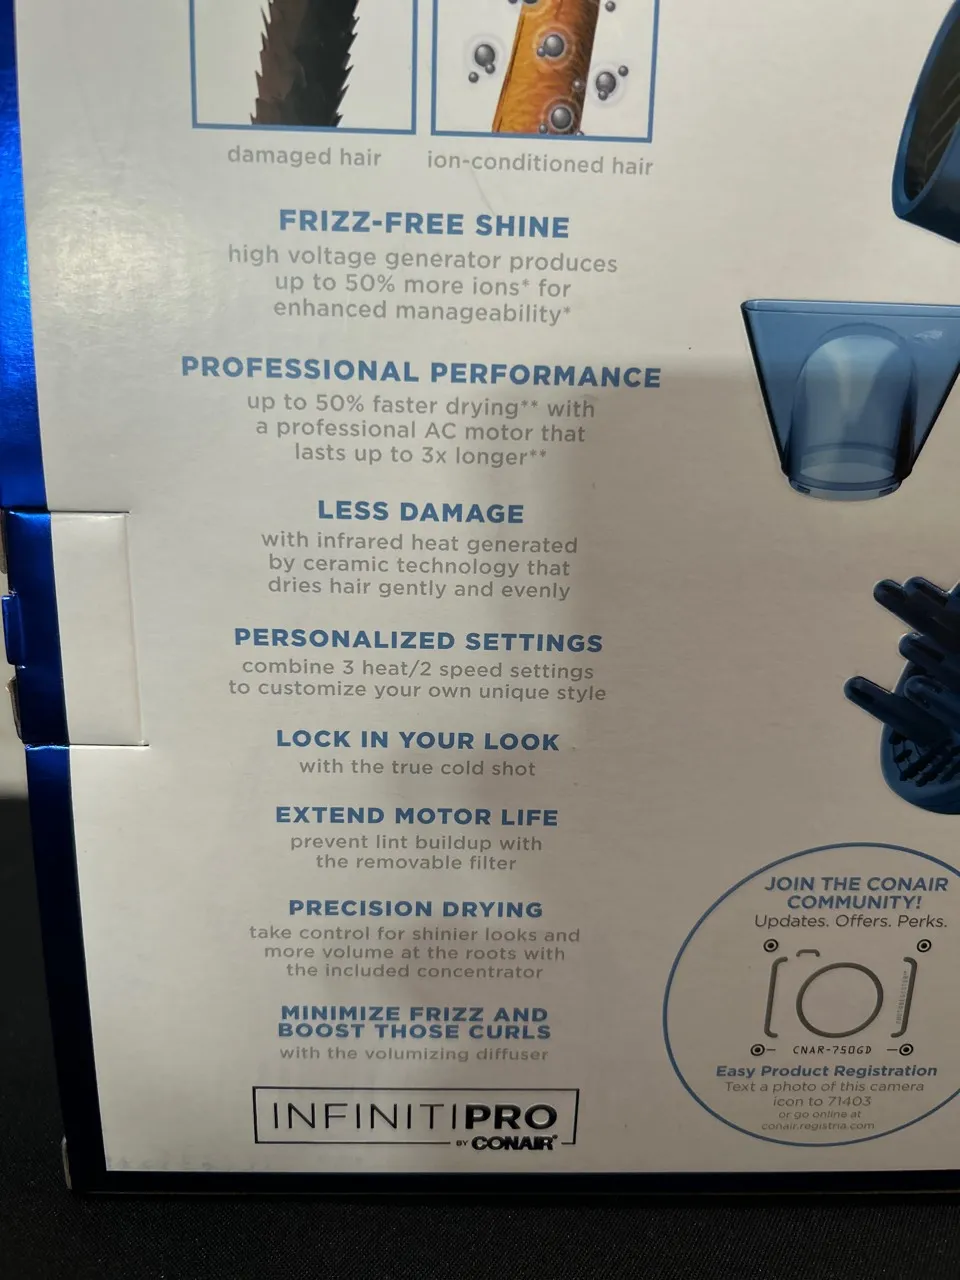 damaged hair
ion-conditioned hair
FRIZZ-FREE SHINE
high voltage generator produces
up to 50% more ions* for
enhanced manageability*
PROFESSIONAL PERFORMANCE
up to 50% faster drying** with
a professional AC motor that
lasts up to 3x longer**
LESS DAMAGE
with infrared heat generated
by ceramic technology that
dries hair gently and evenly
PERSONALIZED SETTINGS
combine 3 heat/2 speed settings
to customize your own unique style
LOCK IN YOUR LOOK
with the true cold shot
EXTEND MOTOR LIFE
prevent lint buildup with
the removable filter
PRECISION DRYING
take control for shinier looks and
more volume at the roots with
the included concentrator
MINIMIZE FRIZZ AND
BOOST THOSE CURLS
with the volumizing diffuser
INFINITIPRO
BY CONAIR®
JOIN THE CONAIR
COMMUNITY!
Updates. Offers. Perks.
CNAR-750GD
Easy Product Registration
Text a photo of this camera
icon to 71403
or go online at
conair.registria.com